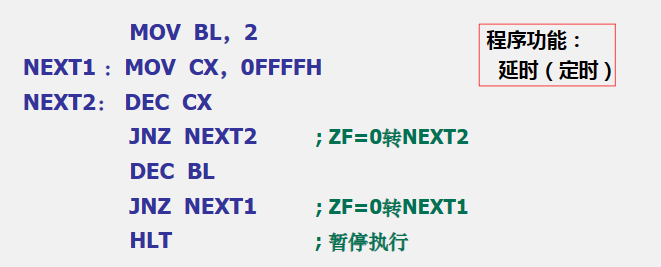 MOV BL，2
NEXT1：MOV CX，0FFFFH
NEXT2：DEC CX
JNZ NEXT2 ；ZF=0转NEXT2
DEC BL
JNZ NEXT1 ；ZF=0转NEXT1
HLT ；暂停执行
程序功能：
延时（定时）